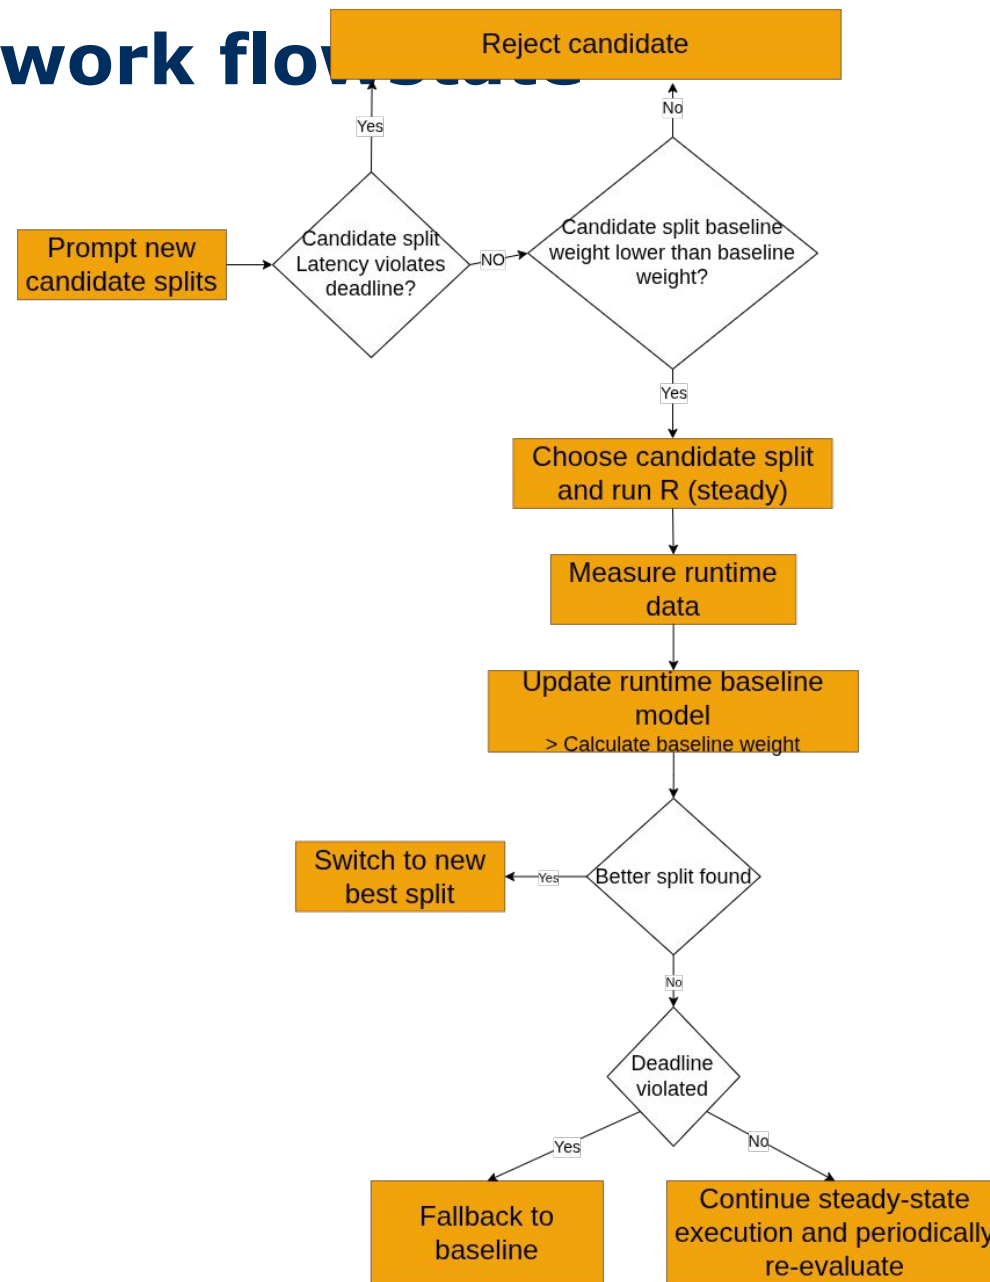 work flowstate
Reject candidate
Yes
No
Prompt new
candidate splits
Candidate split
Latency violates
deadline?
NO
Candidate split baseline
weight lower than baseline
weight?
Yes
Choose candidate split
and run R (steady)
Measure runtime
data
Update runtime baseline
model
> Calculate baseline weight
Switch to new
best split
Yes
Better split found
No
Deadline
violated
Yes
No
Fallback to
baseline
Continue steady-state
execution and periodically
re-evaluate